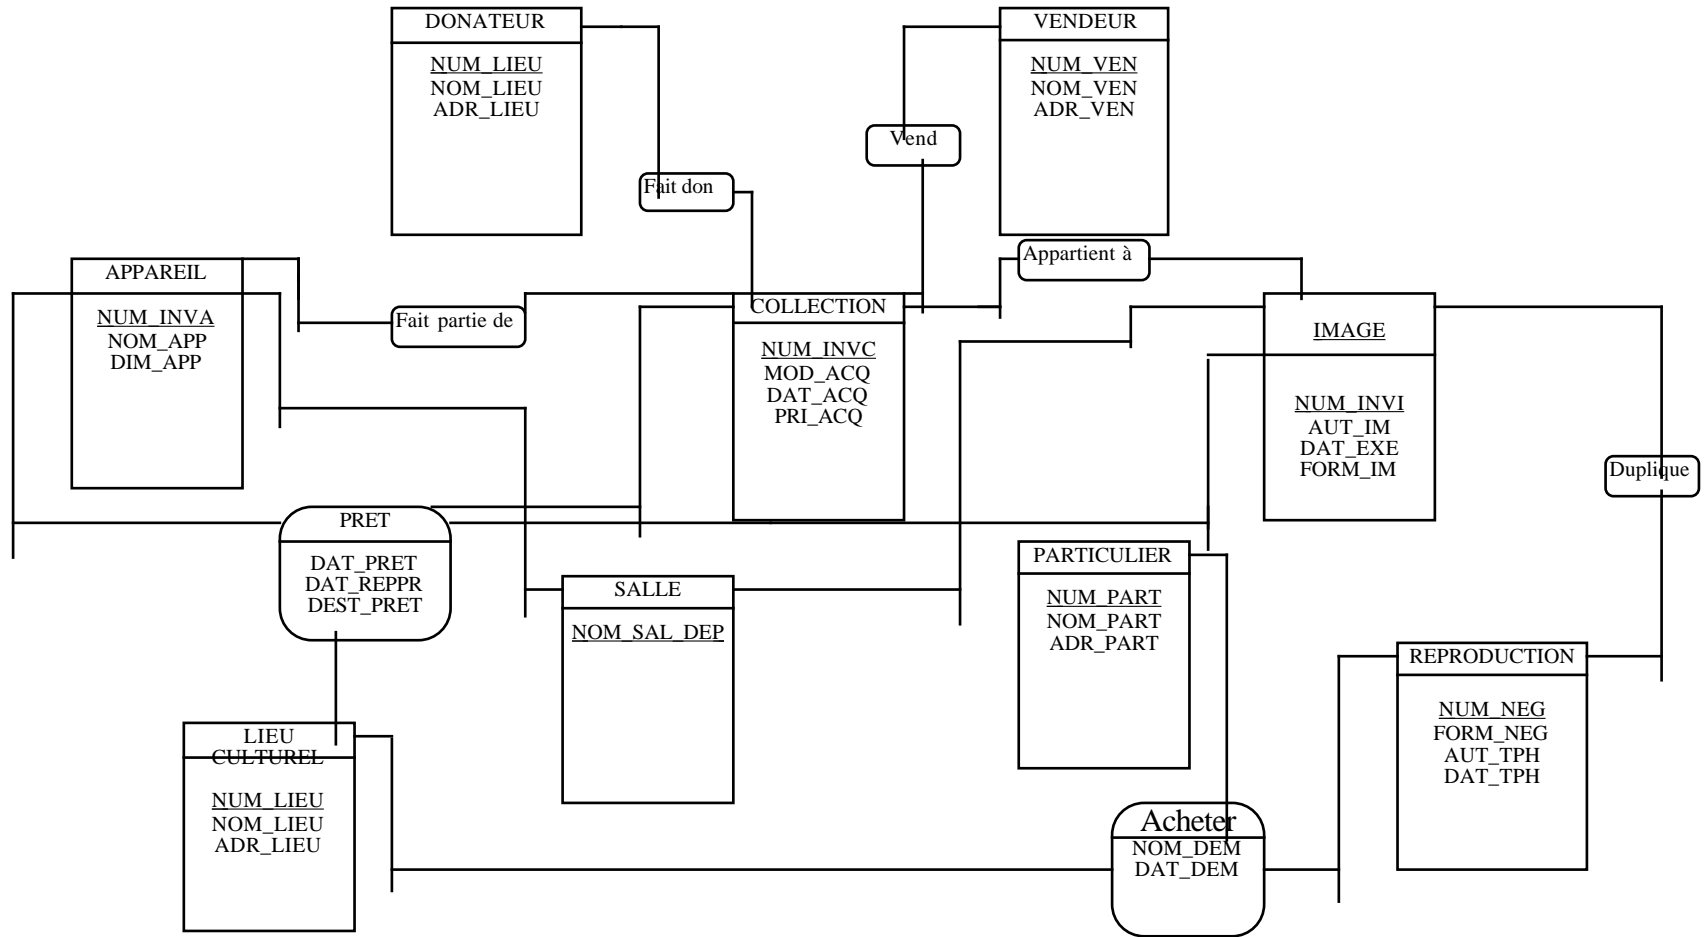 DONATEUR
NUM_LIEU
NOM_LIEU
ADR_LIEU
VENDEUR
NUM_VEN
NOM_VEN
ADR_VEN
Vend
Fait don
Appartient à
APPAREIL
NUM_INVA
NOM_APP
DIM_APP
Fait partie de
COLLECTION
NUM_INVC
MOD_ACQ
DAT_ACQ
PRI_ACQ
IMAGE
NUM_INVI
AUT_IM
DAT_EXE
FORM_IM
Duplique
PRET
DAT_PRET
DAT_REPPR
DEST_PRET
SALLE
NOM_SAL_DEP
PARTICULIER
NUM_PART
NOM_PART
ADR_PART
REPRODUCTION
NUM_NEG
FORM_NEG
AUT_TPH
DAT_TPH
LIEU
CULTUREL
NUM_LIEU
NOM_LIEU
ADR_LIEU
Acheter
NOM_DEM
DAT_DEM